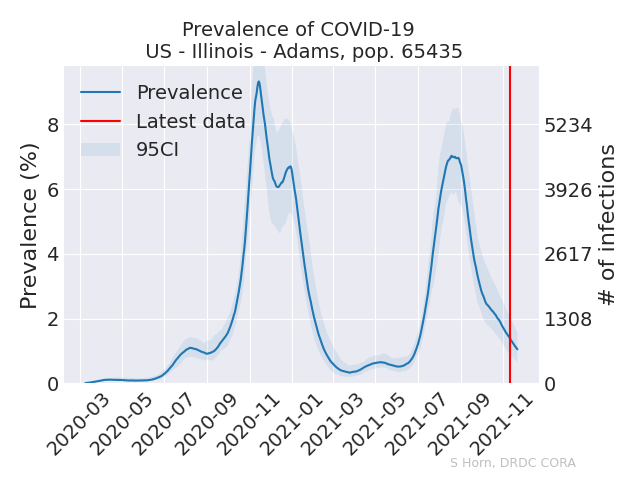 Prevalence of COVID-19
US - Illinois - Adams, pop. 65435
Prevalence
Latest data
95CI
Prevalence (%)
8
6
4
2
0
# of infections
5234
3926
2617
1308
0
2020-03
2020-05
2020-07
2020-09
2020-11
2021-01
2021-03
2021-05
2021-07
2021-09
2021-11
S Horn, DRDC CORA